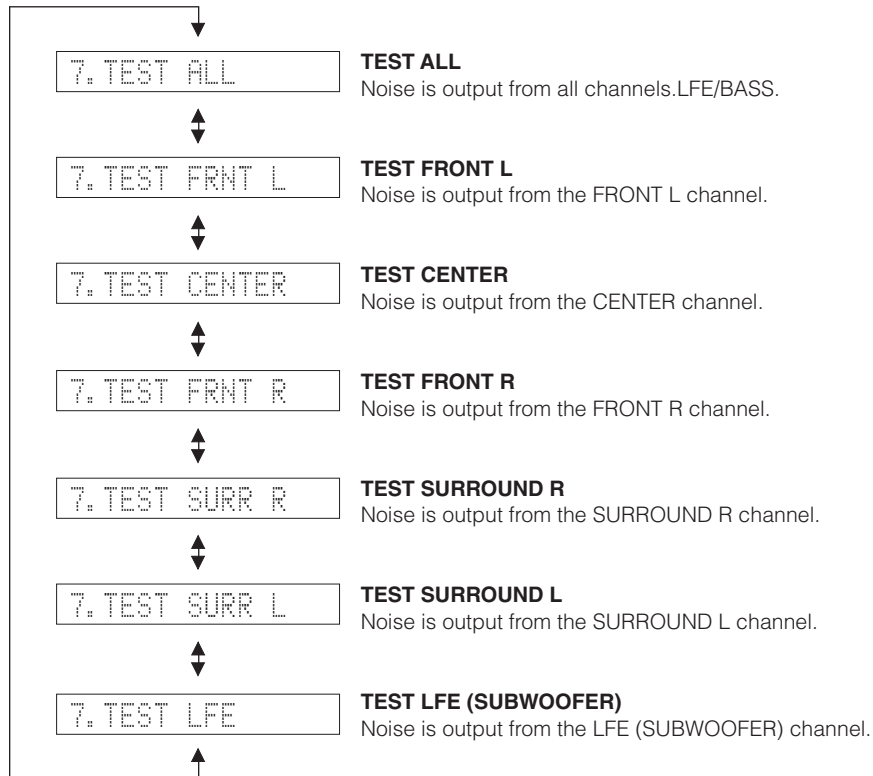 7. TEST ALL
TEST ALL
Noise is output from all channels.LFE/BASS.
7. TEST FRNT L
TEST FRONT L
Noise is output from the FRONT L channel.
7. TEST CENTER
TEST CENTER
Noise is output from the CENTER channel.
7. TEST FRNT R
TEST FRONT R
Noise is output from the FRONT R channel.
7. TEST SURR R
TEST SURROUND R
Noise is output from the SURROUND R channel.
7. TEST SURR L
TEST SURROUND L
Noise is output from the SURROUND L channel.
7. TEST LFE
TEST LFE (SUBWOOFER)
Noise is output from the LFE (SUBWOOFER) channel.